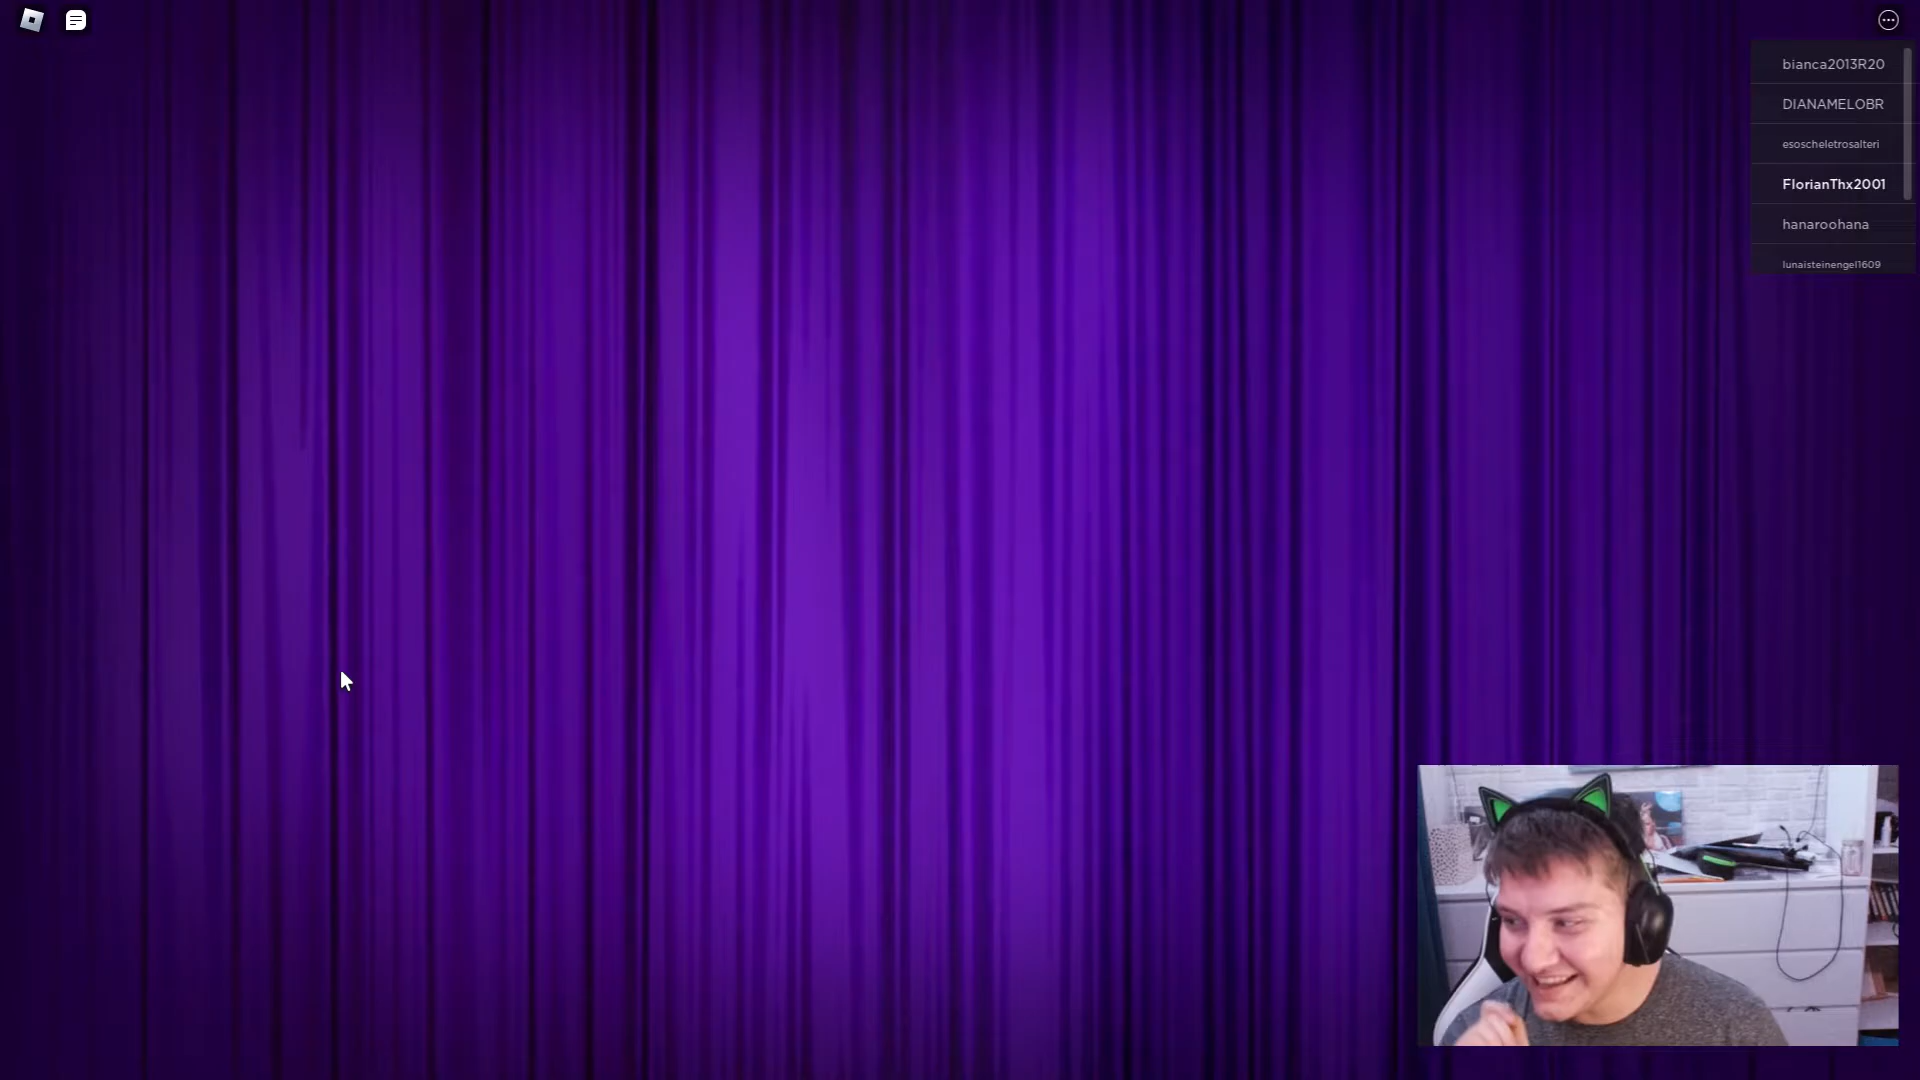 bianca2013R20
DIANAMELOBR
esoscheletrosalteri
FlorianThx2001
hanaroohana
lunaisteinengel1609